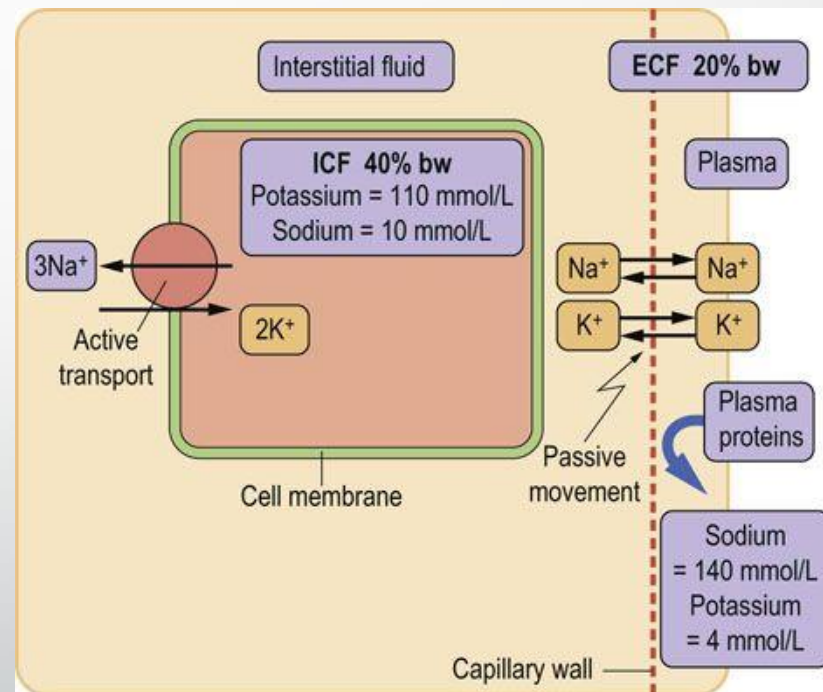 Interstitial fluid
ECF 20% bw
ICF 40% bw
Potassium = 110 mmol/L
Sodium = 10 mmol/L
Plasma
3Na⁺
Active
transport
2K⁺
Na⁺
Na⁺
K⁺
K⁺
Plasma
proteins
Passive
movement
Cell membrane
Sodium
= 140 mmol/L
Potassium
= 4 mmol/L
Capillary wall